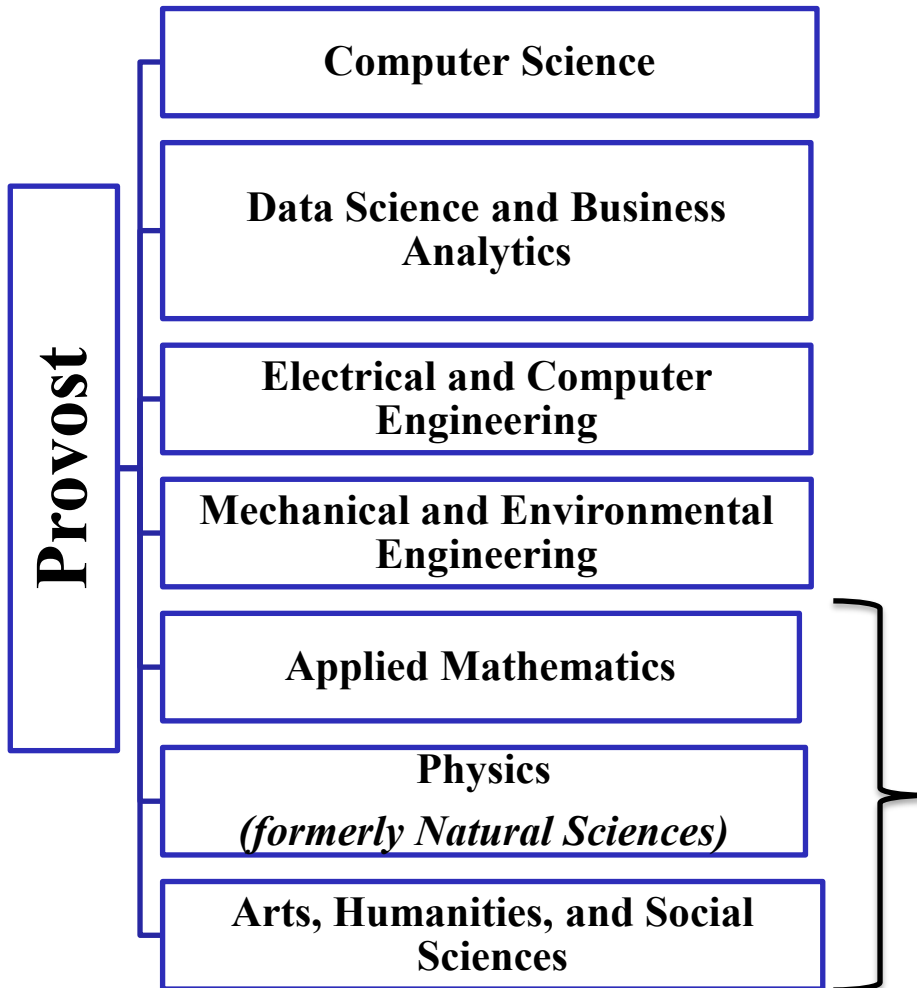 Provost
Computer Science
Data Science and Business
Analytics
Electrical and Computer
Engineering
Mechanical and Environmental
Engineering
Applied Mathematics
Physics
(formerly Natural Sciences)
Arts, Humanities, and Social
Sciences